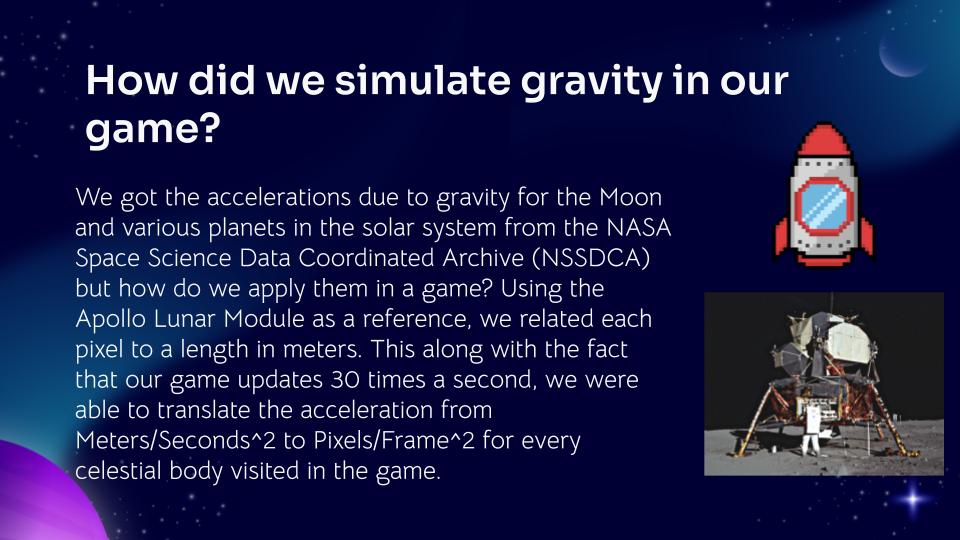 How did we simulate gravity in our
game?
We got the accelerations due to gravity for the Moon
and various planets in the solar system from the NASA
Space Science Data Coordinated Archive (NSSDCA)
but how do we apply them in a game? Using the
Apollo Lunar Module as a reference, we related each
pixel to a length in meters. This along with the fact
that our game updates 30 times a second, we were
able to translate the acceleration from
Meters/Seconds^2 to Pixels/Frame^2 for every
celestial body visited in the game.